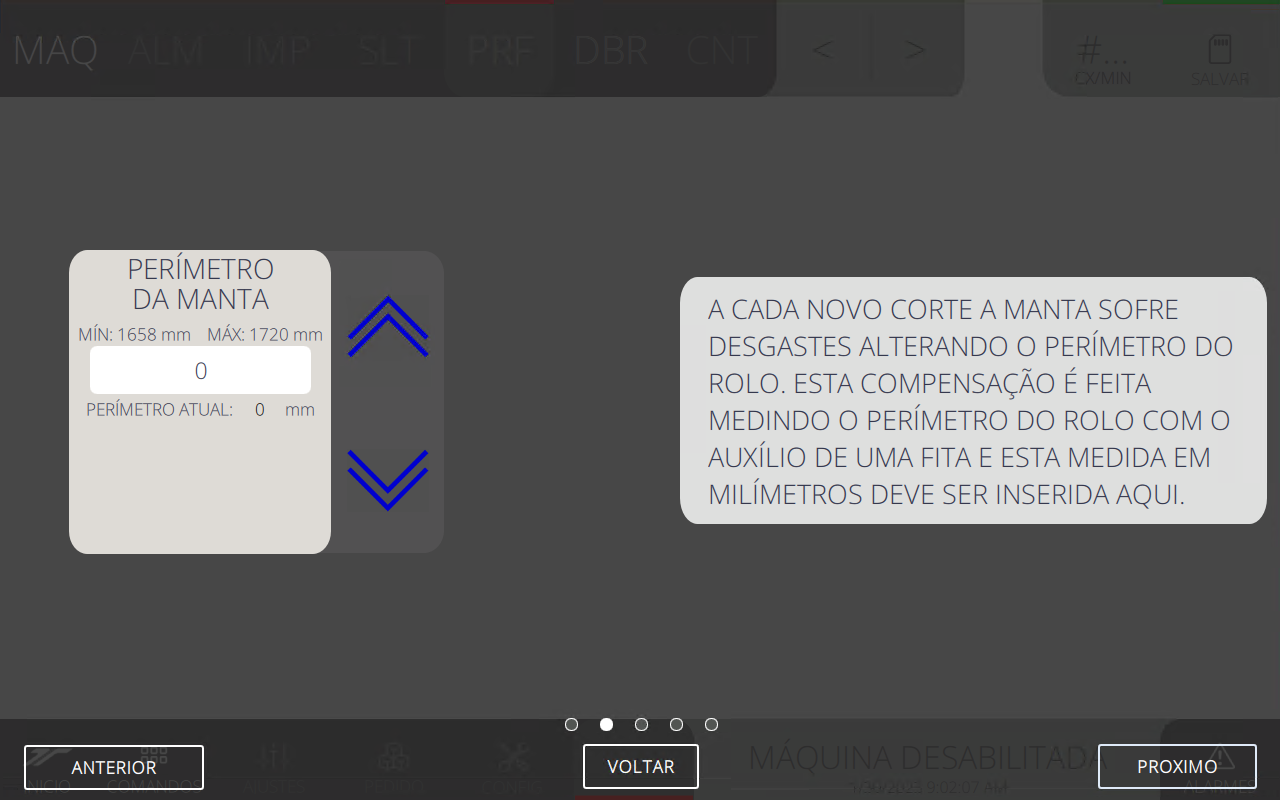 MAQ ALM IMP SLT PRF DBR CNT < >
#...
CX/MIN SALVAR
PERÍMETRO
DA MANTA
MÍN: 1658 mm MÁX: 1720 mm
0
PERÍMETRO ATUAL: 0 mm
A CADA NOVO CORTE A MANTA SOFRE
DESGASTES ALTERANDO O PERÍMETRO DO
ROLO. ESTA COMPENSAÇÃO É FEITA
MEDINDO O PERÍMETRO DO ROLO COM O
AUXÍLIO DE UMA FITA E ESTA MEDIDA EM
MILÍMETROS DEVE SER INSERIDA AQUI.
MÁQUINA DESABILITADA
ANTERIOR VOLTAR PROXIMO
INICIO COMANDOS AJUSTES PEDIDO CONFIG 1/30/2023 9:02:07 AM ALARMES